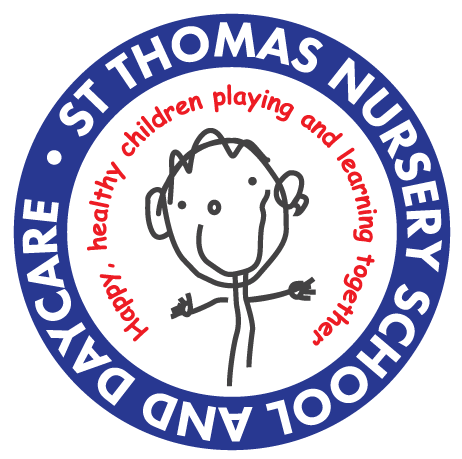 ST THOMAS NURSERY SCHOOL AND DAYCARE •
Happy, healthy children playing and learning together